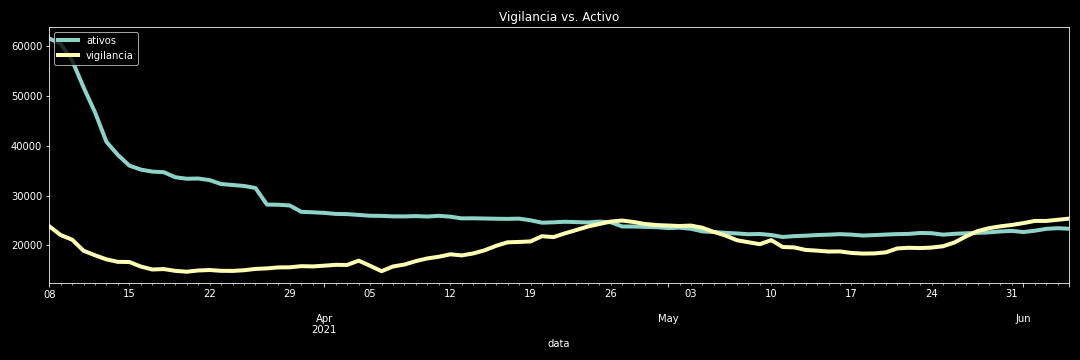 Vigilancia vs. Activo
ativos
vigilancia
60000
50000
40000
30000
20000
08 15 22 29 05 12 19 26 03 10 17 24 31
Apr May Jun
2021
data